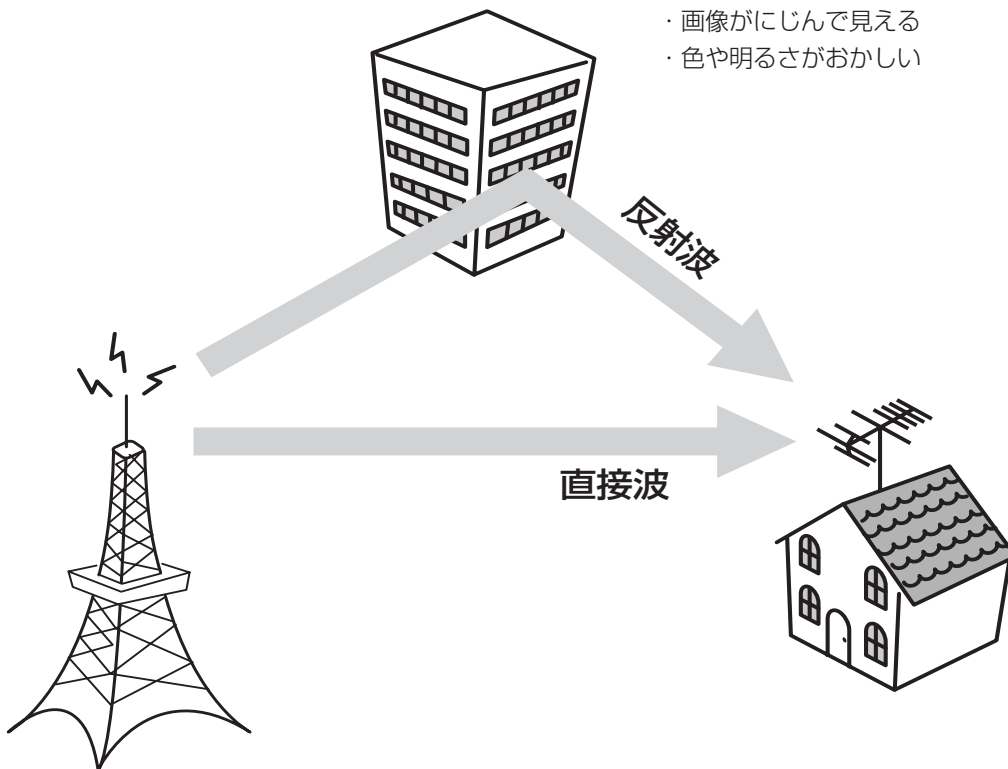 ・画像がにじんで見える
・色や明るさがおかしい
反射波
直接波